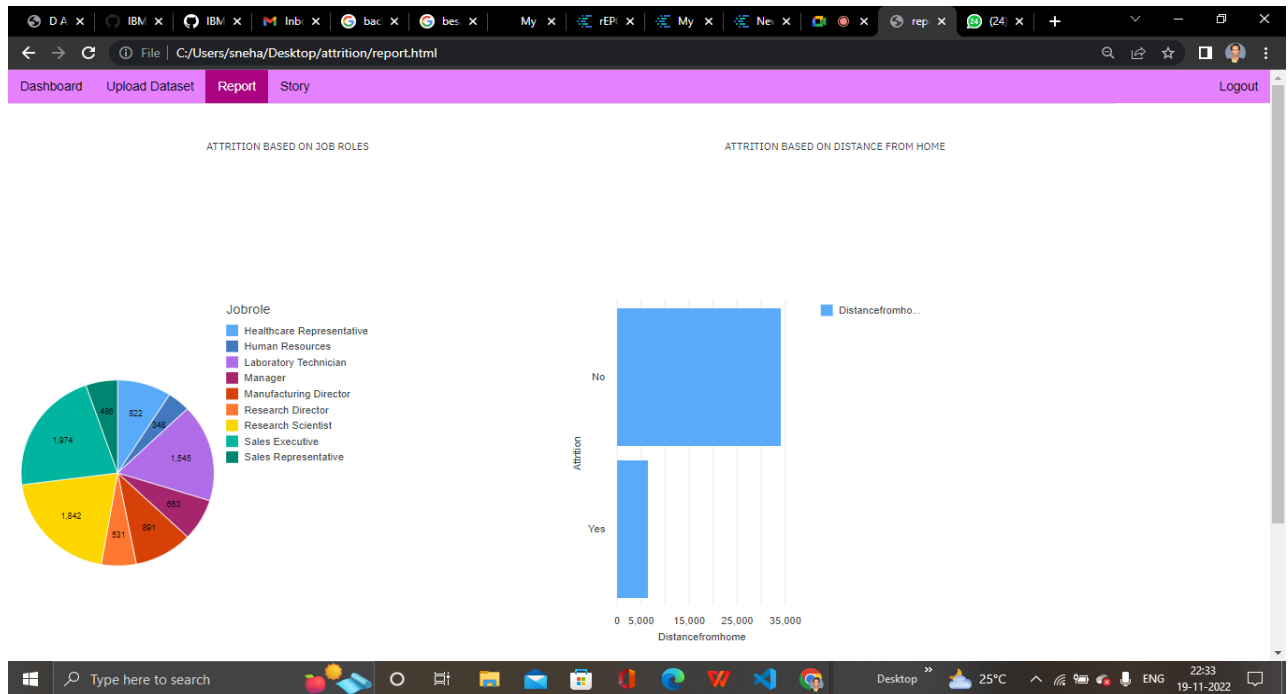 D A
IBM
IBM
Inb
bac
bes
My
rEP
My
Nev
rep
24 (24)
File | C:/Users/sneha/Desktop/attrition/report.html
Dashboard Upload Dataset Report Story Logout
ATTRITION BASED ON JOB ROLES
Jobrole
Healthcare Representative
Human Resources
Laboratory Technician
Manager
Manufacturing Director
Research Director
Research Scientist
Sales Executive
Sales Representative
486 822
348
1,974 1,545
663
1,842 891
531
ATTRITION BASED ON DISTANCE FROM HOME
Distancefromho...
No
Attrition
Yes
0 5,000 15,000 25,000 35,000
Distancefromhome
Type here to search
Desktop 25°C ENG 22:33
19-11-2022